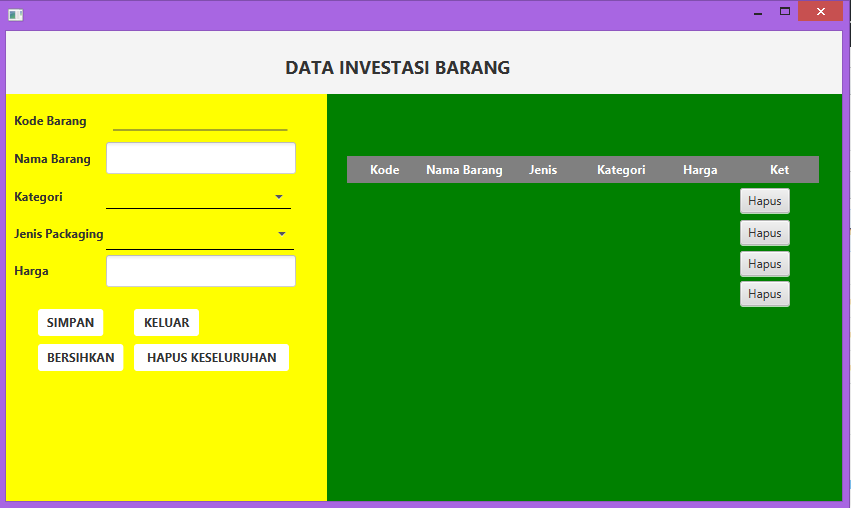 DATA INVESTASI BARANG
Kode Barang
Nama Barang
Kategori
Jenis Packaging
Harga
SIMPAN KELUAR
BERSIHKAN HAPUS KESELURUHAN
Kode Nama Barang Jenis Kategori Harga Ket
Hapus
Hapus
Hapus
Hapus